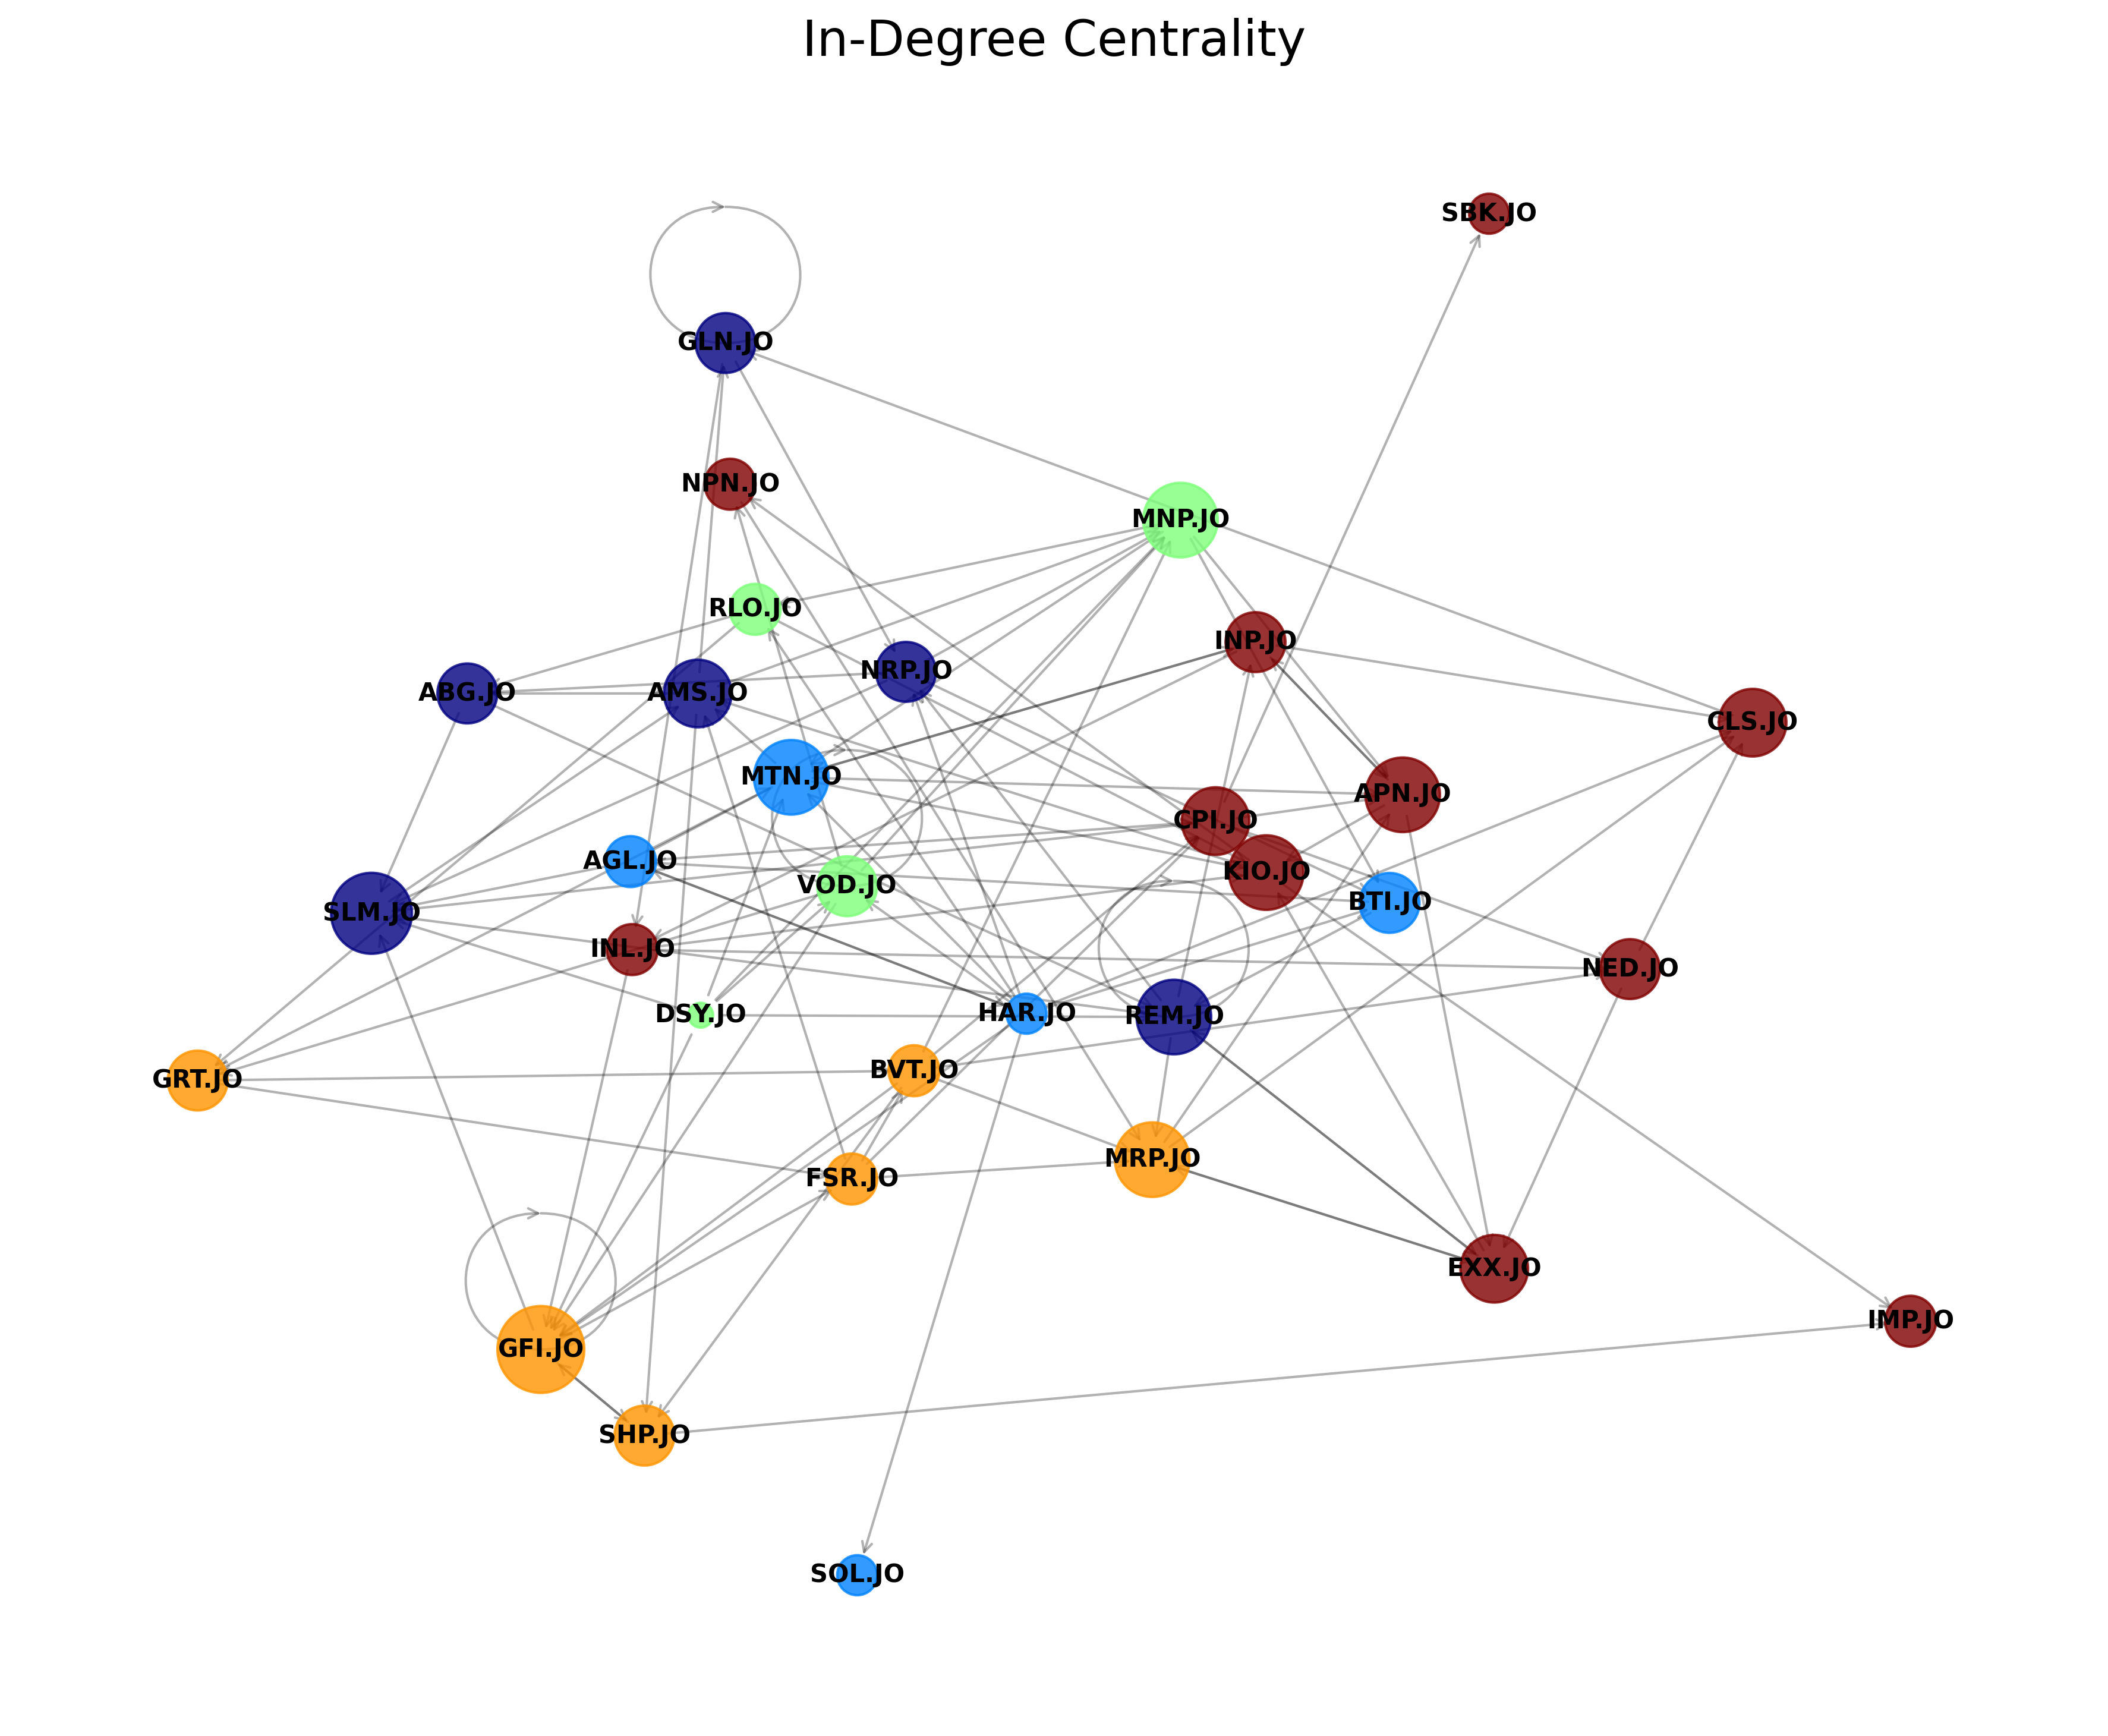 In-Degree Centrality
SBK.JO
GLN.JO
NPN.JO
MNP.JO
RLO.JO
INP.JO
NRP.JO
ABG.JO
AMS.JO
CLS.JO
MTN.JO
APN.JO
CPI.JO
AGL.JO
KIO.JO
VOD.JO
BTI.JO
SLM.JO
INL.JO
NED.JO
DSY.JO
HAR.JO
REM.JO
BVT.JO
GRT.JO
MRP.JO
FSR.JO
EXX.JO
IMP.JO
GFI.JO
SHP.JO
SOL.JO